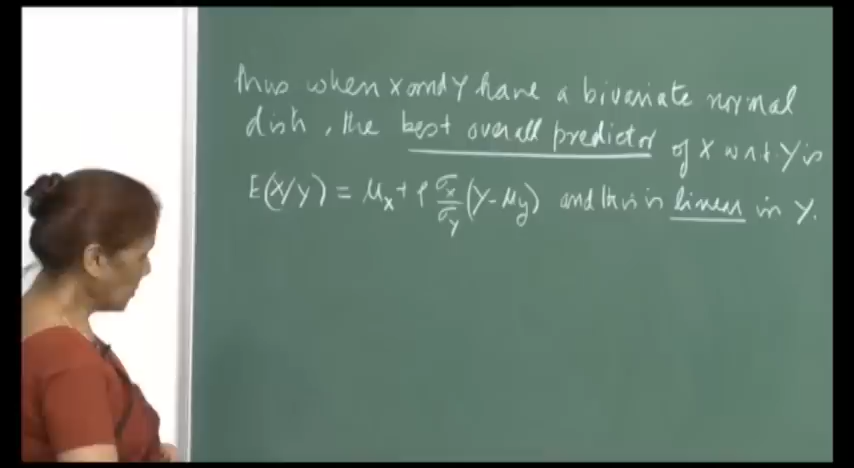 Thus when X and Y have a bivariate normal
distn, the best overall predictor of X w.r.t. Y is
E(X/Y) = μx + ρ σx/σy (Y - μy) and this is linear in Y.